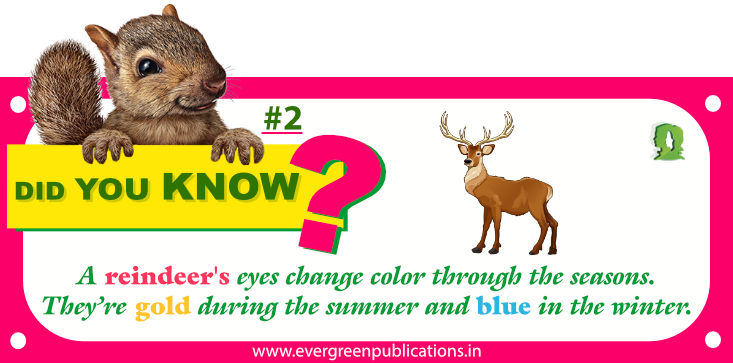 #2
DID YOU KNOW ?
A reindeer's eyes change color through the seasons.
They're gold during the summer and blue in the winter.
www.evergreenpublications.in